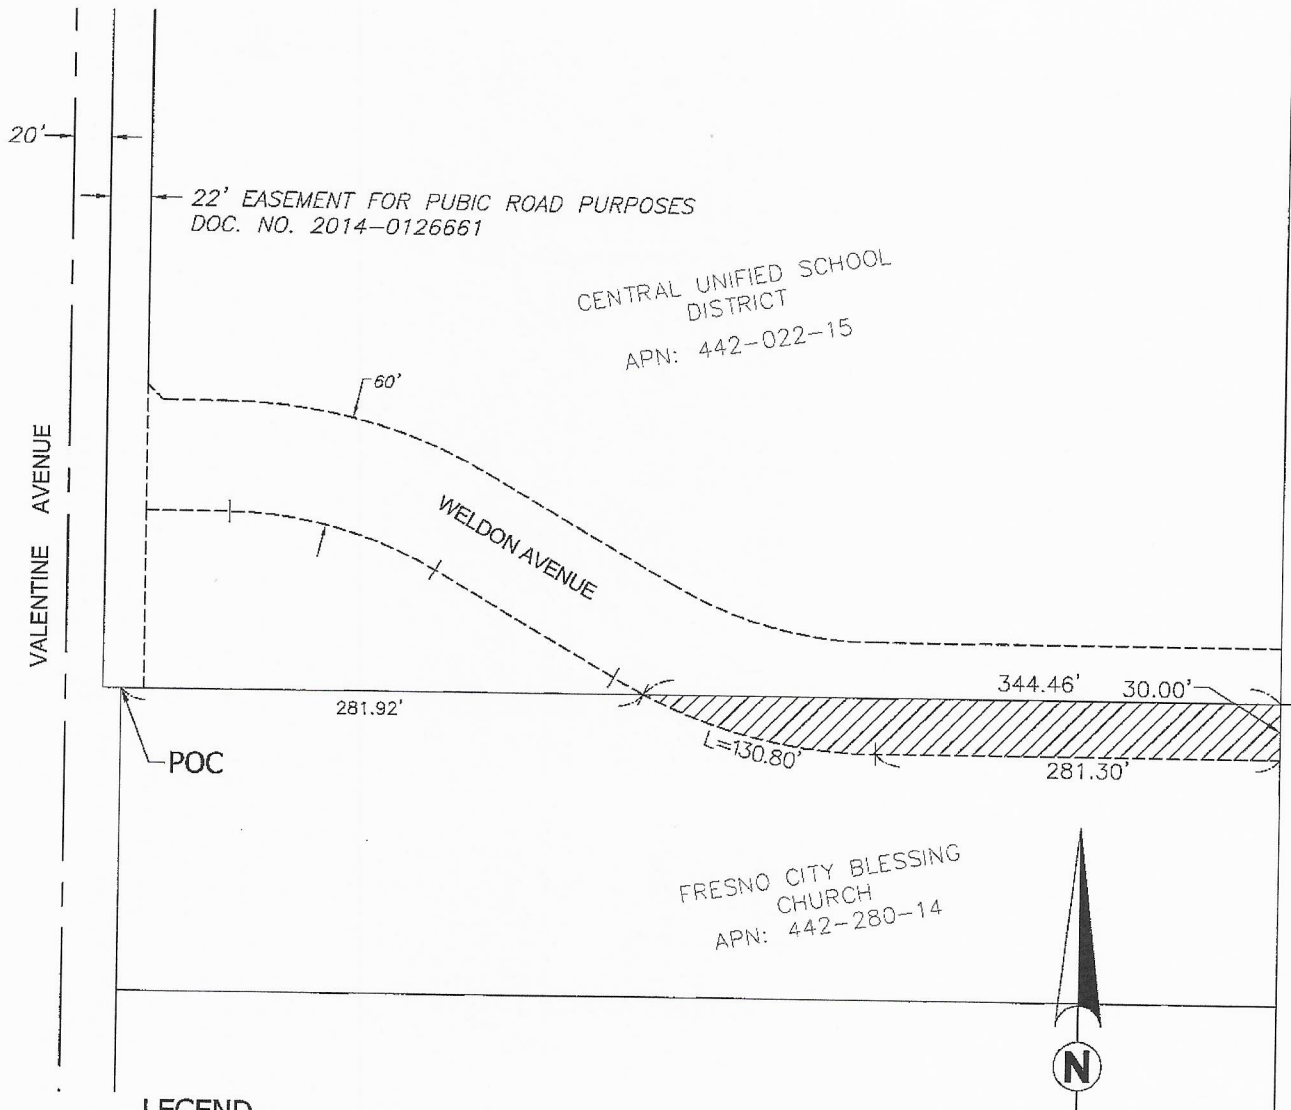 20'
22' EASEMENT FOR PUBIC ROAD PURPOSES
DOC. NO. 2014-0126661
CENTRAL UNIFIED SCHOOL
DISTRICT
APN: 442-022-15
60'
VALENTINE AVENUE
WELDON AVENUE
344.46'
30.00'
281.92'
L=130.80'
281.30'
POC
FRESNO CITY BLESSING
CHURCH
APN: 442-280-14
N
LEGEND